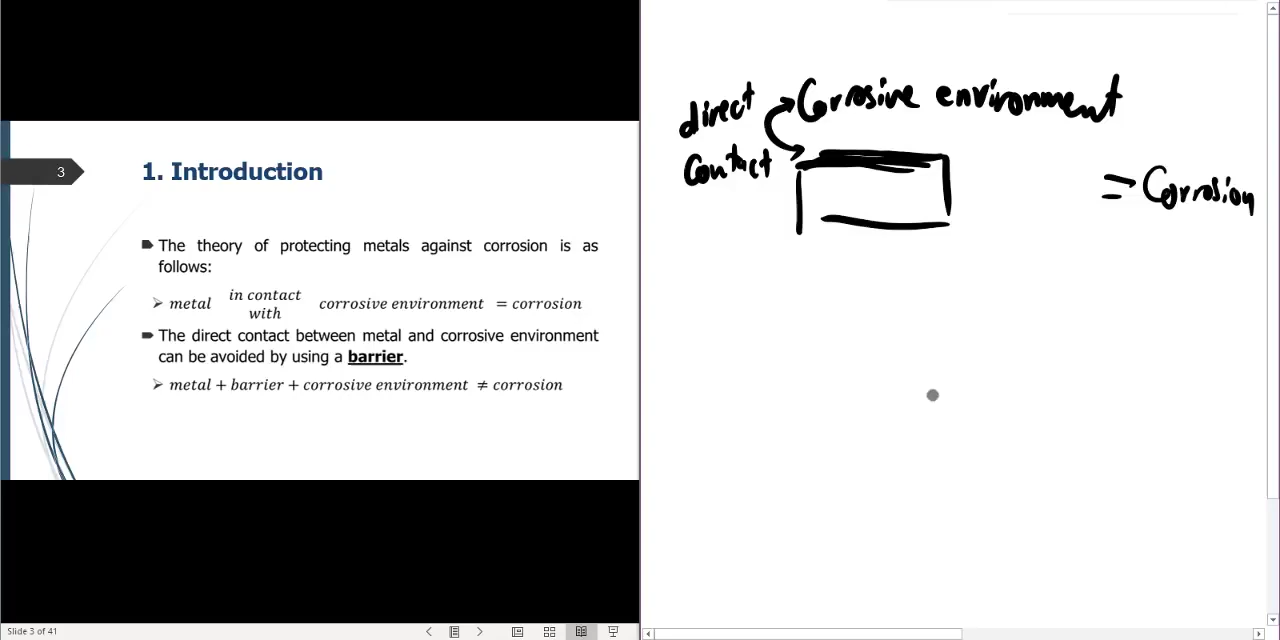 3
1. Introduction
The theory of protecting metals against corrosion is as
follows:
metal in contact with corrosive environment = corrosion
The direct contact between metal and corrosive environment
can be avoided by using a barrier.
metal + barrier + corrosive environment ≠ corrosion
Slide 3 of 41
direct
contact
Corrosive environment
= Corrosion